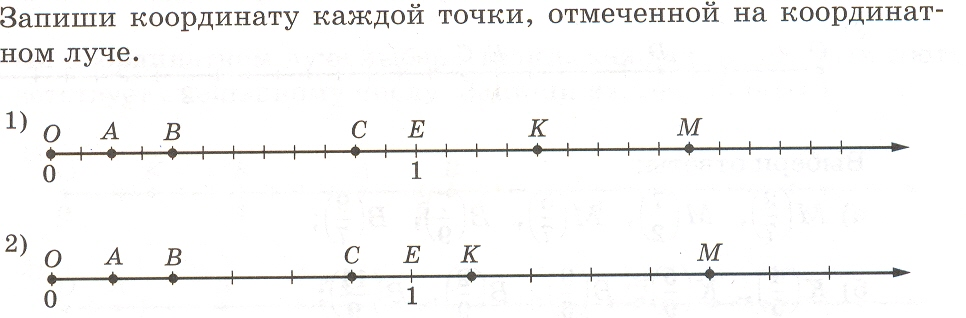 Запиши координату каждой точки, отмеченной на координат-
ном луче.
1) O A B C E K M
0 1
2) O A B C E K M
0 1